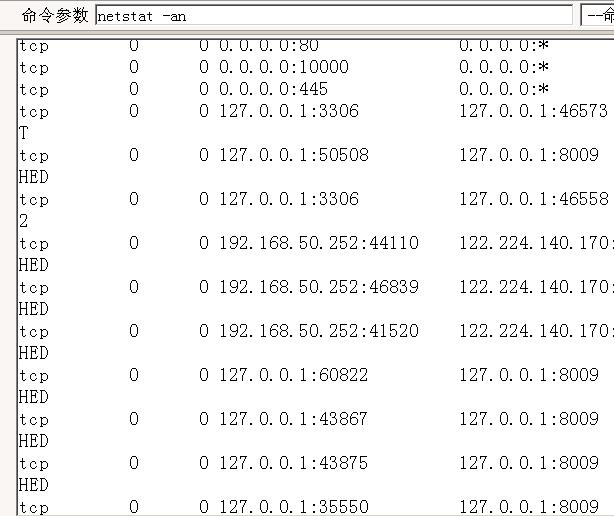 命令参数 netstat -an --命
tcp 0 0 0.0.0.0:80 0.0.0.0:*
tcp 0 0 0.0.0.0:10000 0.0.0.0:*
tcp 0 0 0.0.0.0:445 0.0.0.0:*
tcp 0 0 127.0.0.1:3306 127.0.0.1:46573
T
tcp 0 0 127.0.0.1:50508 127.0.0.1:8009
HED
tcp 0 0 127.0.0.1:3306 127.0.0.1:46558
2
tcp 0 0 192.168.50.252:44110 122.224.140.170:
HED
tcp 0 0 192.168.50.252:46839 122.224.140.170:
HED
tcp 0 0 192.168.50.252:41520 122.224.140.170:
HED
tcp 0 0 127.0.0.1:60822 127.0.0.1:8009
HED
tcp 0 0 127.0.0.1:43867 127.0.0.1:8009
HED
tcp 0 0 127.0.0.1:43875 127.0.0.1:8009
HED
tcp 0 0 127.0.0.1:35550 127.0.0.1:8009